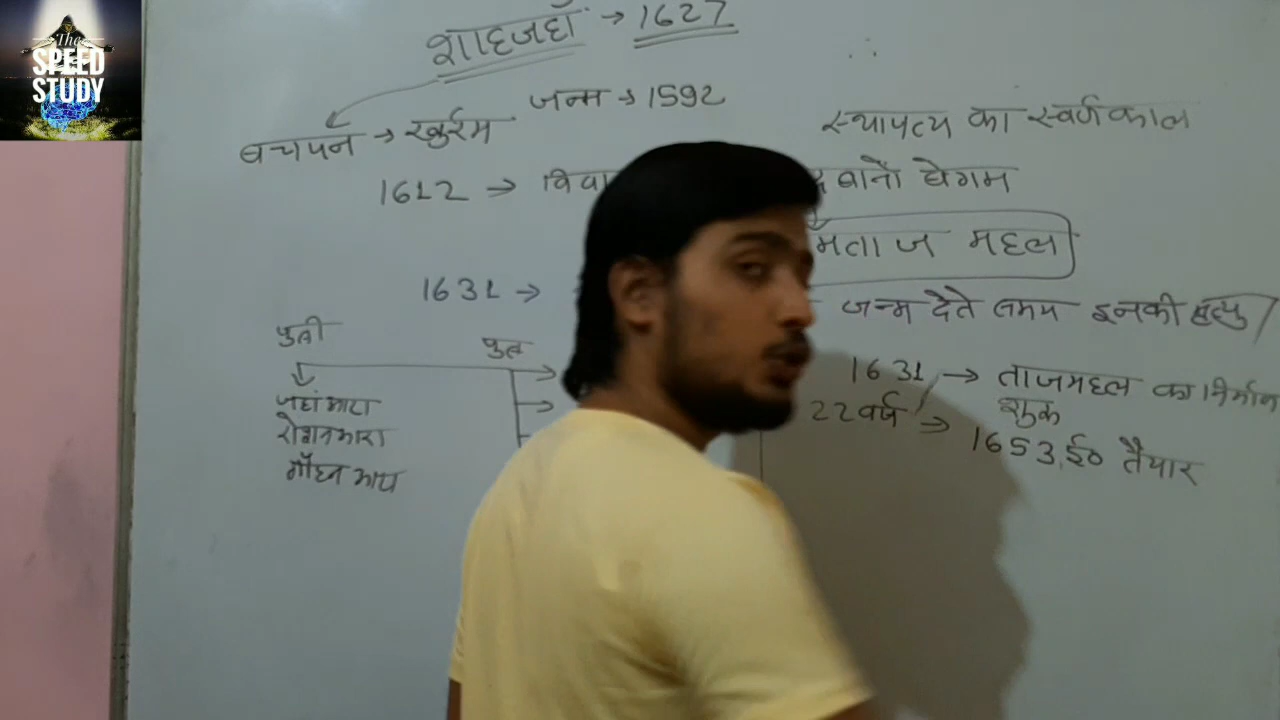 The
SPEED
STUDY
शाहजहाँ → 1627
जन्म → 1592
बचपन → खुर्रम
स्थापत्य का स्वर्णकाल
1612 → विवा बानो बेगम
मताज महल
1631 →
जन्म देते समय इनकी मृत्यु
पुत्री
पुत्र
जहांआरा
रोशनआरा
1631 → ताजमहल का निर्माण
शुरू
22 वर्ष → 1653 ई० तैयार